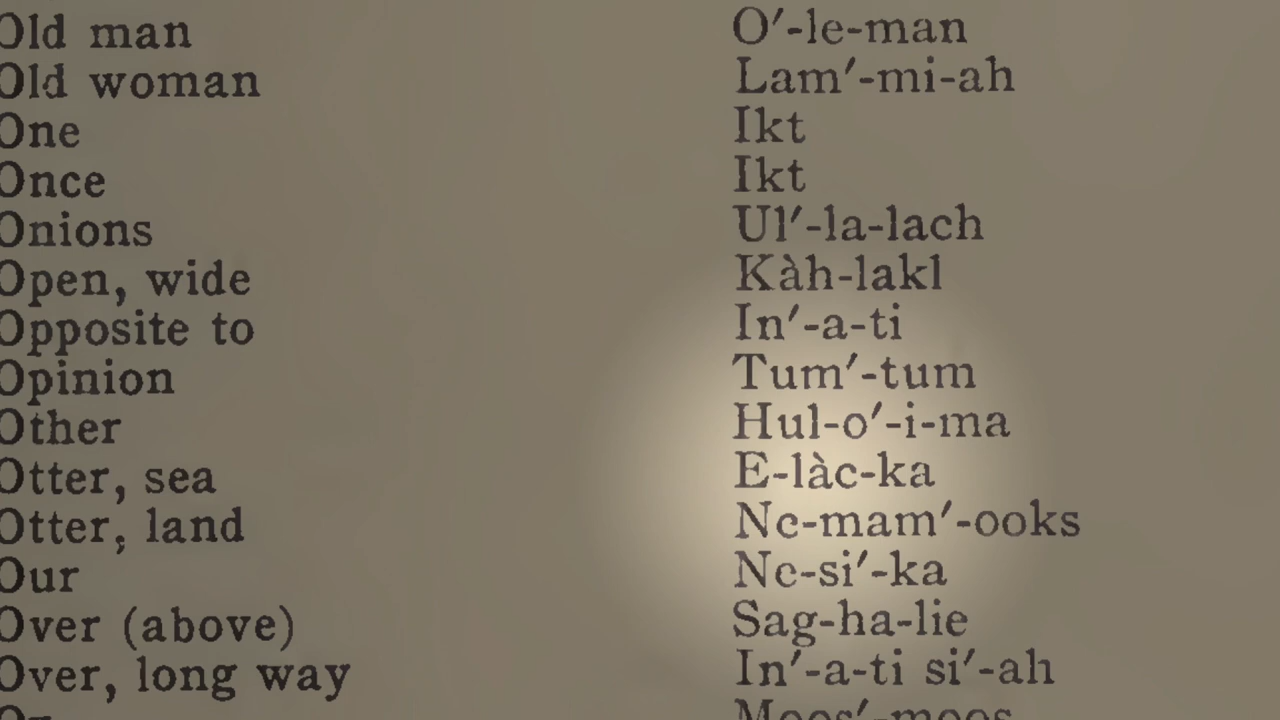 Old man O′-le-man
Old woman Lam′-mi-ah
One Ikt
Once Ikt
Onions Ul′-la-lach
Open, wide Kàh-lakl
Opposite to In′-a-ti
Opinion Tum′-tum
Other Hul-o′-i-ma
Otter, sea E-làc-ka
Otter, land Ne-mam′-ooks
Our Ne-si′-ka
Over (above) Sag-ha-lie
Over, long way In′-a-ti si′-ah
Moos′-moos